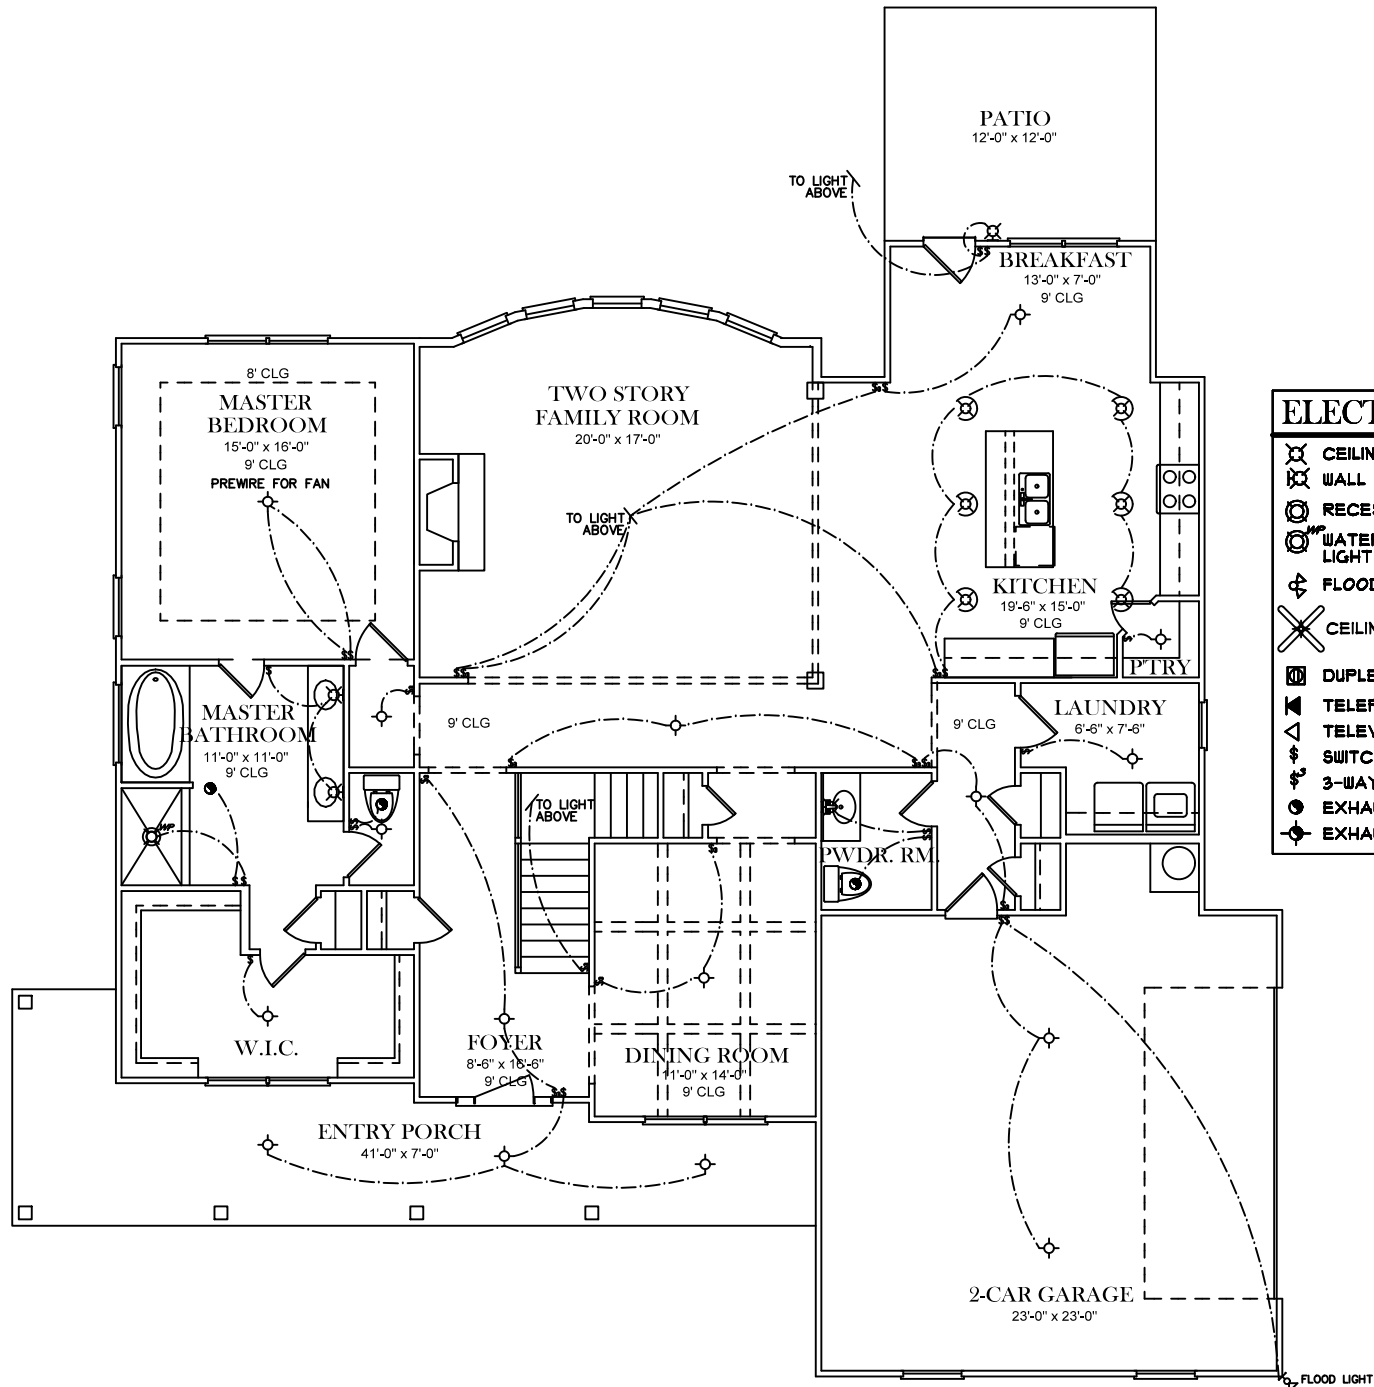 PATIO
12'-0" x 12'-0"
TO LIGHT
ABOVE
BREAKFAST
13'-0" x 7'-0"
9' CLG
8' CLG
MASTER
BEDROOM
15'-0" x 16'-0"
9' CLG
PREWIRE FOR FAN
TWO STORY
FAMILY ROOM
20'-0" x 17'-0"
TO LIGHT
ABOVE
KITCHEN
19'-6" x 15'-0"
9' CLG
PTRY
MASTER
BATHROOM
11'-0" x 11'-0"
9' CLG
WP
9' CLG
9' CLG
LAUNDRY
6'-6" x 7'-6"
TO LIGHT
ABOVE
PWDR. RM.
W.I.C.
FOYER
8'-6" x 16'-6"
9' CLG
DINING ROOM
11'-0" x 14'-0"
9' CLG
ENTRY PORCH
41'-0" x 7'-0"
2-CAR GARAGE
23'-0" x 23'-0"
FLOOD LIGHT
ELECT
CEILIN
WALL
RECES
WP WATER
LIGHT
FLOOD
CEILIN
DUPLE
TELEP
TELEV
$ SWITC
$3 3-WAY
EXHAU
EXHAU